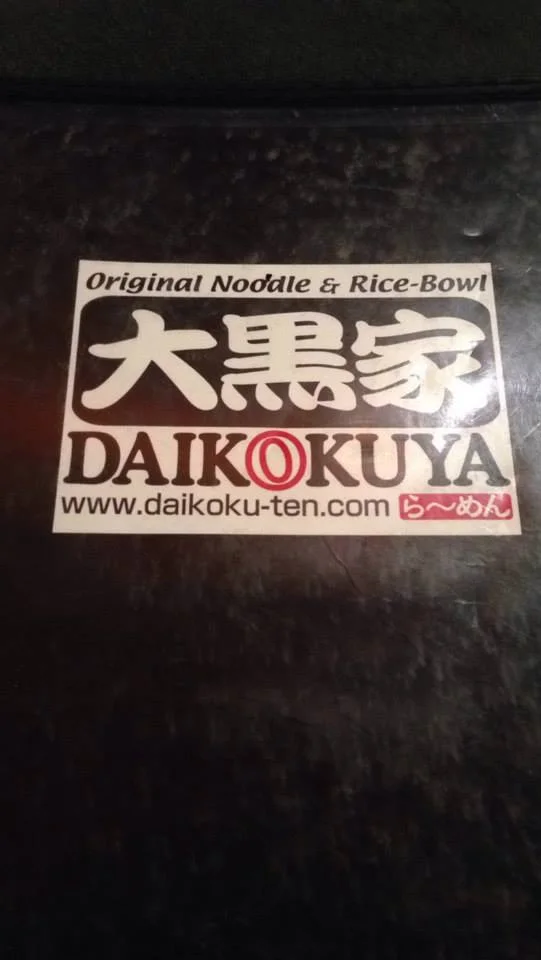 Original Noodle & Rice-Bowl
大黒家
DAIKOKUYA
www.daikoku-ten.com ら〜めん